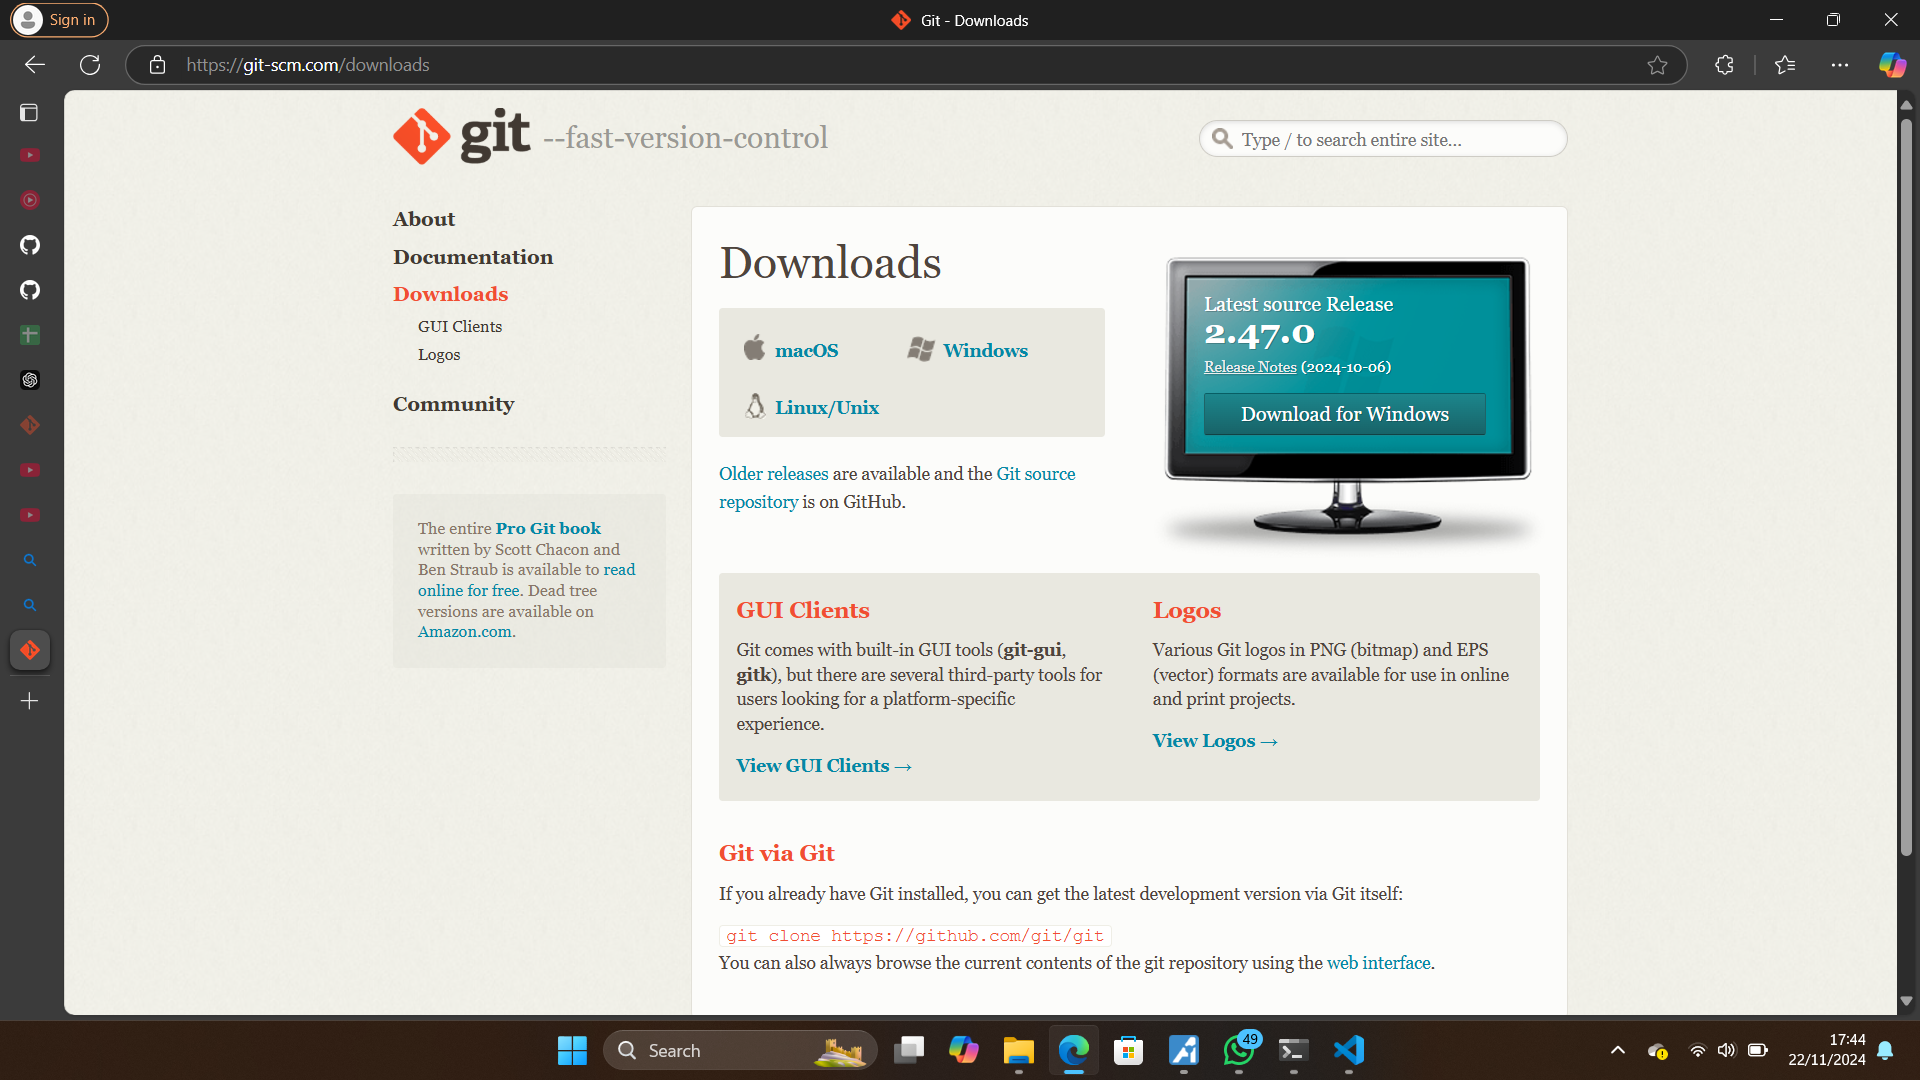 Sign in
Git - Downloads
https://git-scm.com/downloads
git --fast-version-control
Type / to search entire site...
About
Documentation
Downloads
GUI Clients
Logos
Community
The entire Pro Git book
written by Scott Chacon and
Ben Straub is available to read
online for free. Dead tree
versions are available on
Amazon.com.
Downloads
macOS
Windows
Linux/Unix
Older releases are available and the Git source
repository is on GitHub.
Latest source Release
2.47.0
Release Notes (2024-10-06)
Download for Windows
GUI Clients
Git comes with built-in GUI tools (git-gui,
gitk), but there are several third-party tools for
users looking for a platform-specific
experience.
View GUI Clients →
Logos
Various Git logos in PNG (bitmap) and EPS
(vector) formats are available for use in online
and print projects.
View Logos →
Git via Git
If you already have Git installed, you can get the latest development version via Git itself:
git clone https://github.com/git/git
You can also always browse the current contents of the git repository using the web interface.
Search
49
17:44
22/11/2024